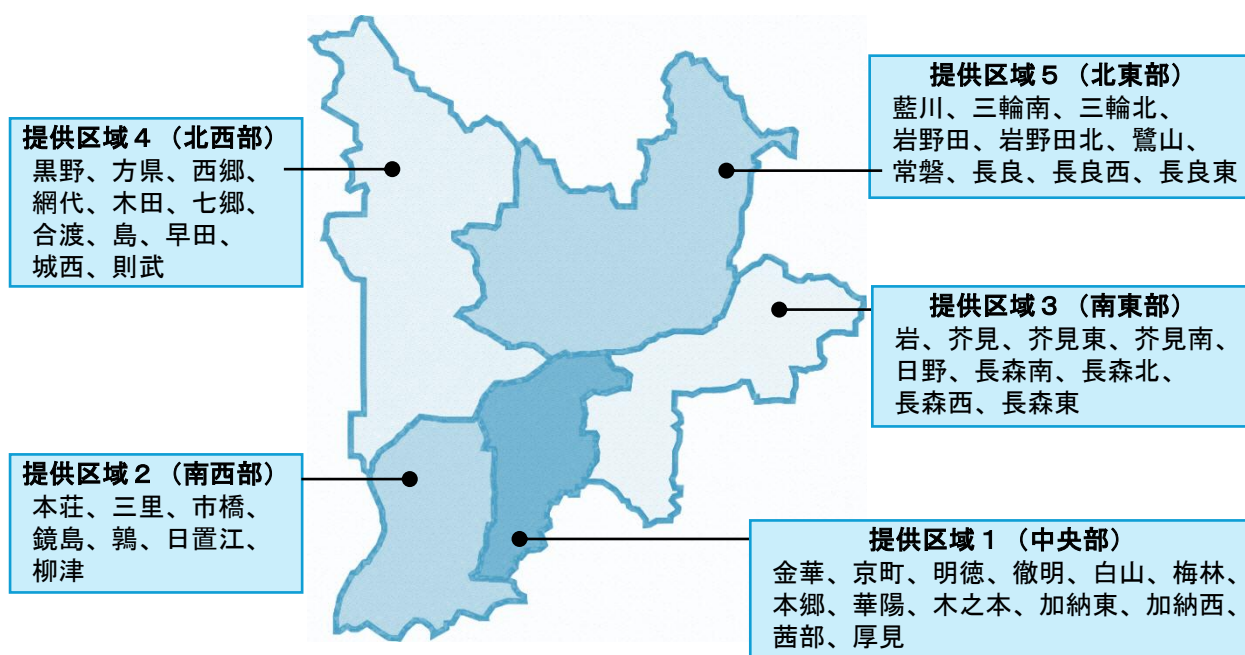 提供区域４（北西部）
黒野、方県、西郷、
網代、木田、七郷、
合渡、島、早田、
城西、則武
提供区域５（北東部）
藍川、三輪南、三輪北、
岩野田、岩野田北、鷺山、
常磐、長良、長良西、長良東
提供区域３（南東部）
岩、芥見、芥見東、芥見南、
日野、長森南、長森北、
長森西、長森東
提供区域２（南西部）
本荘、三里、市橋、
鏡島、鶉、日置江、
柳津
提供区域１（中央部）
金華、京町、明徳、徹明、白山、梅林、
本郷、華陽、木之本、加納東、加納西、
茜部、厚見